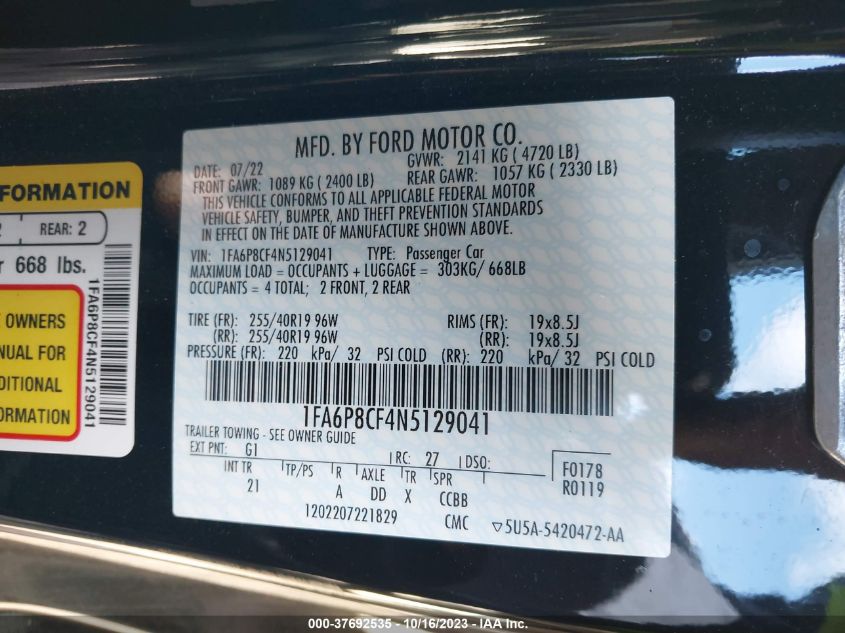 FORMATION
2 REAR: 2
r 668 lbs.
OWNERS
NUAL FOR
DITIONAL
ORMATION
1FA6P8CF4N5129041
MFD. BY FORD MOTOR CO.
DATE: 07/22 GVWR: 2141 KG ( 4720 LB)
FRONT GAWR: 1089 KG ( 2400 LB) REAR GAWR: 1057 KG ( 2330 LB)
THIS VEHICLE CONFORMS TO ALL APPLICABLE FEDERAL MOTOR
VEHICLE SAFETY, BUMPER, AND THEFT PREVENTION STANDARDS
IN EFFECT ON THE DATE OF MANUFACTURE SHOWN ABOVE.
VIN: 1FA6P8CF4N5129041 TYPE: Passenger Car
MAXIMUM LOAD = OCCUPANTS + LUGGAGE = 303KG/ 668LB
OCCUPANTS = 4 TOTAL; 2 FRONT, 2 REAR
TIRE (FR): 255/40R19 96W RIMS (FR): 19x8.5J
(RR): 255/40R19 96W (RR): 19x8.5J
PRESSURE (FR): 220 kPa/ 32 PSI COLD (RR): 220 kPa/ 32 PSI COLD
1FA6P8CF4N5129041
TRAILER TOWING - SEE OWNER GUIDE
EXT PNT: G1 RC: 27 DSO: F0178
INT TR TP/PS R AXLE TR SPR R0119
21 A DD X CCBB
1202207221829 CMC ▽5U5A-5420472-AA
000-37692535 - 10/16/2023 - IAA Inc.